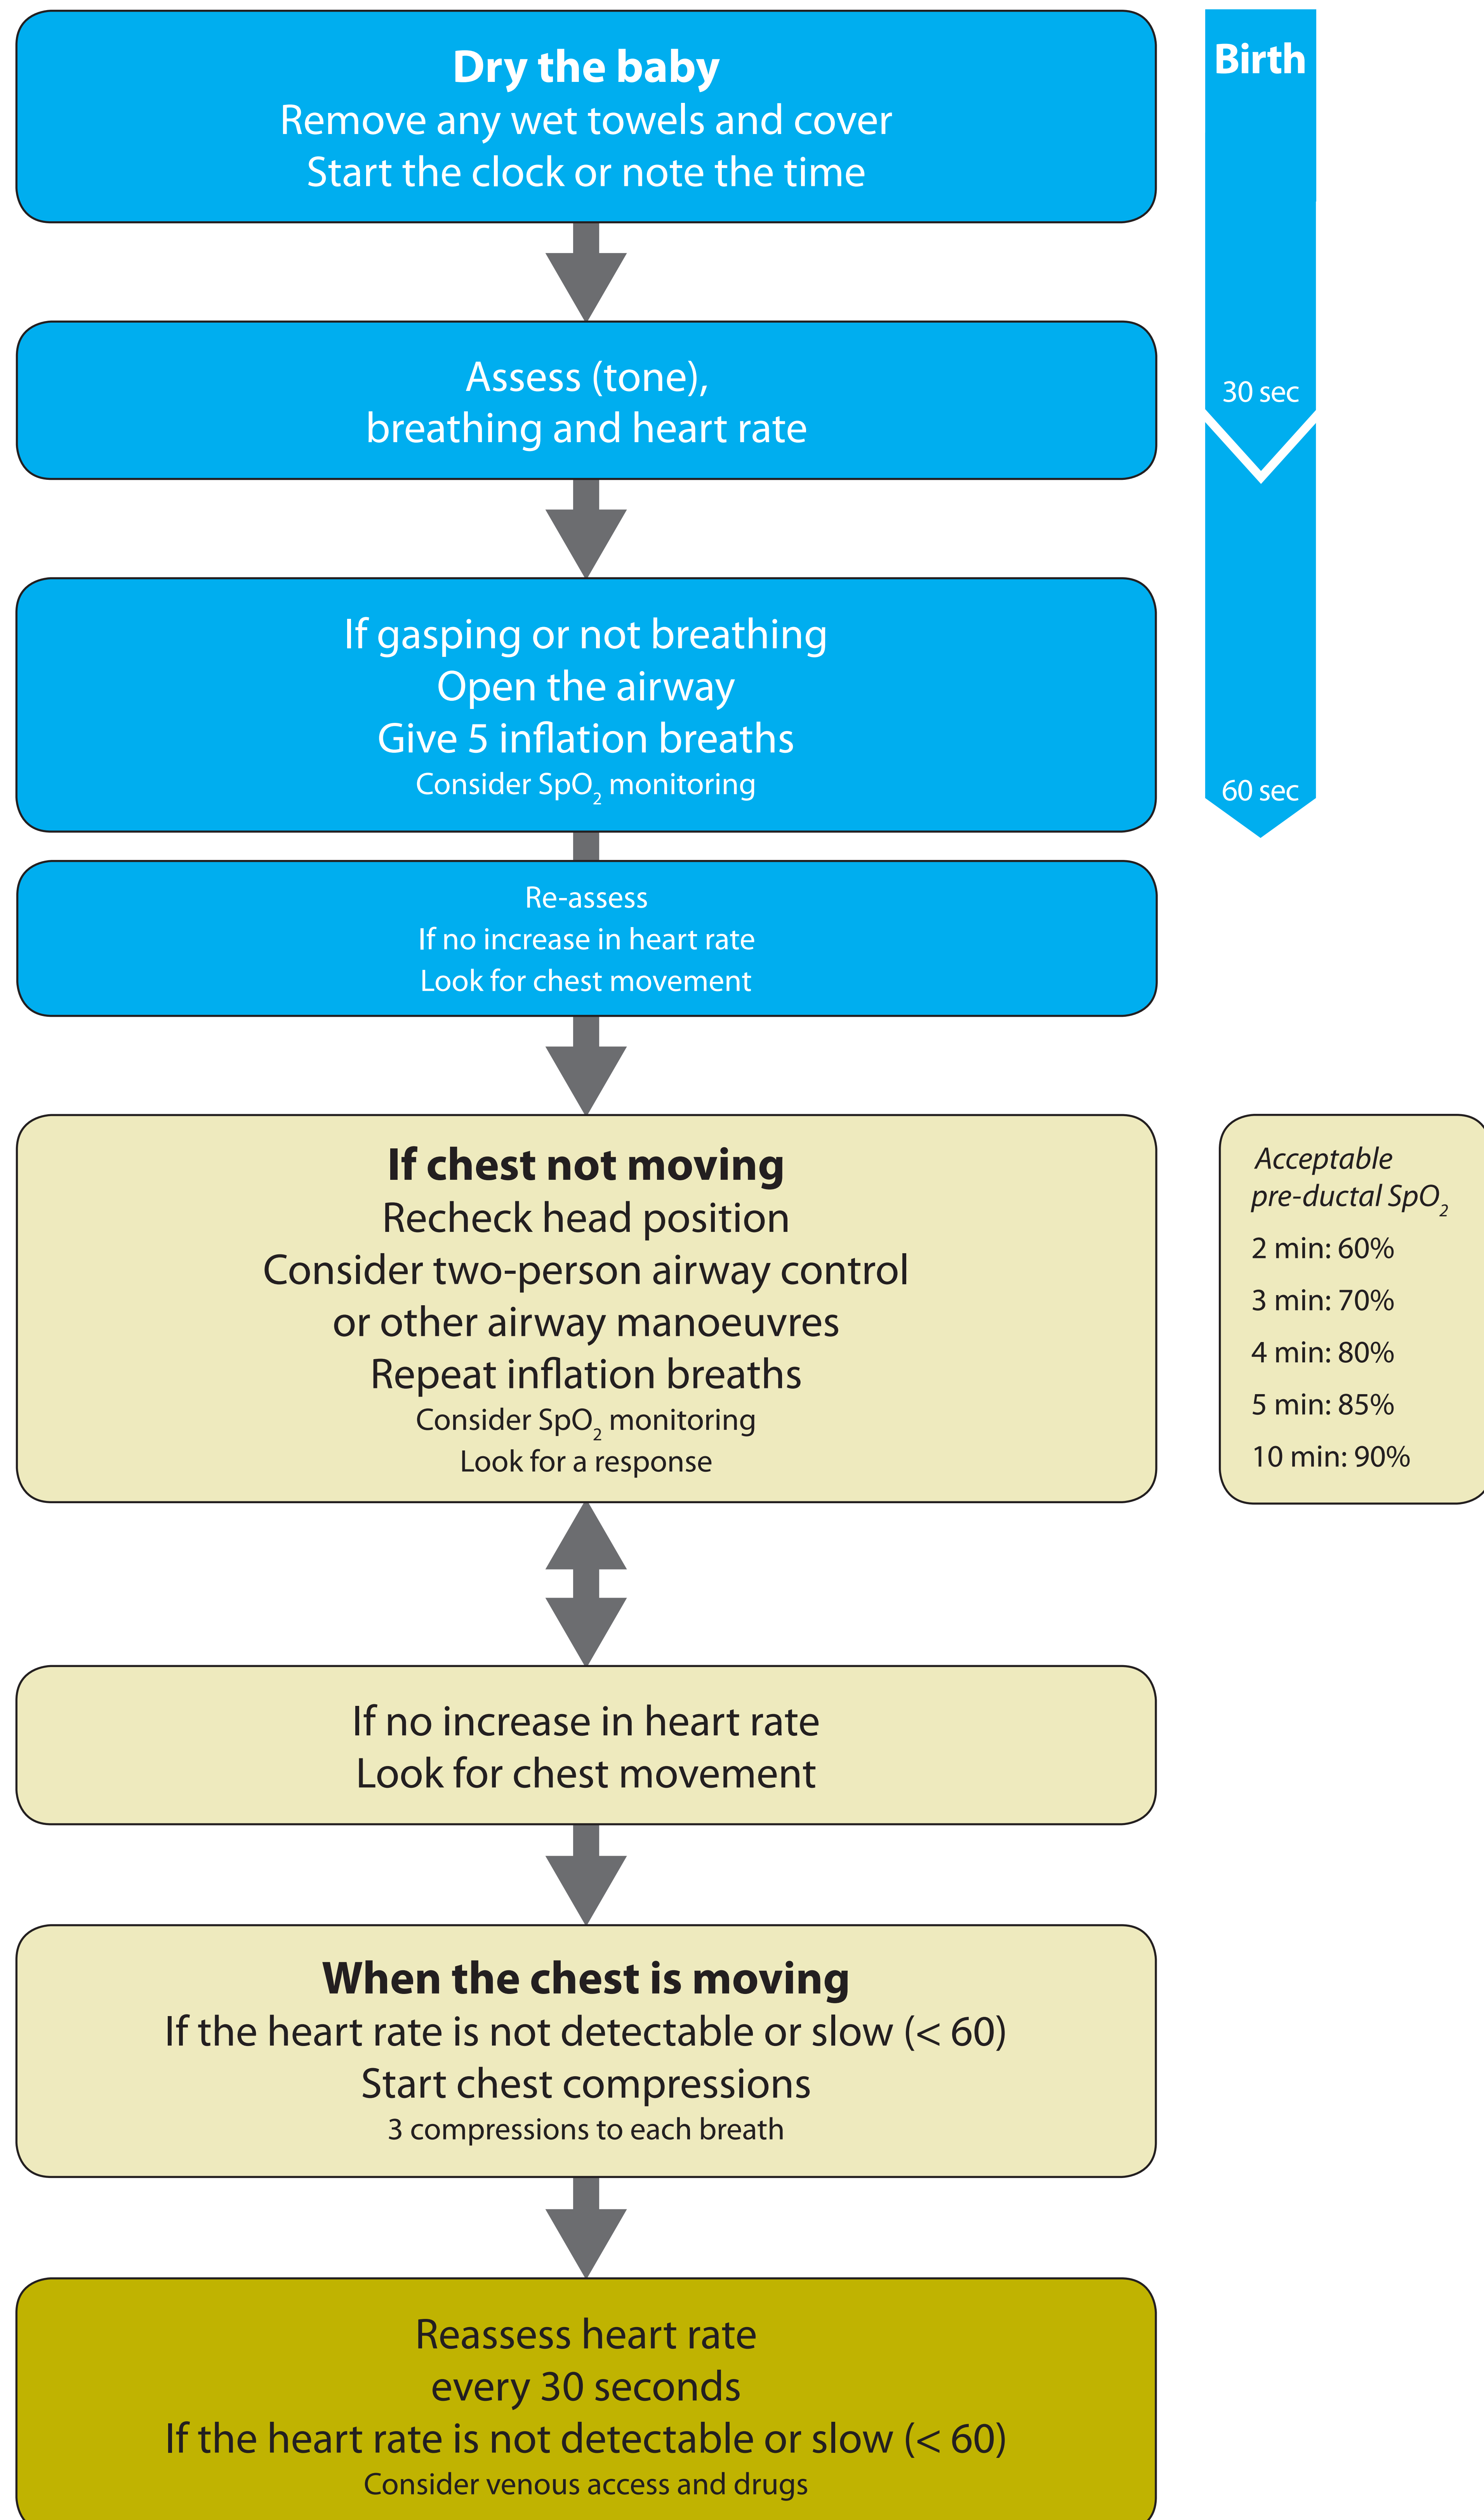 Dry the baby
Remove any wet towels and cover
Start the clock or note the time
Birth
Assess (tone),
breathing and heart rate
30 sec
If gasping or not breathing
Open the airway
Give 5 inflation breaths
Consider SpO₂ monitoring
60 sec
Re-assess
If no increase in heart rate
Look for chest movement
If chest not moving
Recheck head position
Consider two-person airway control
or other airway manoeuvres
Repeat inflation breaths
Consider SpO₂ monitoring
Look for a response
Acceptable
pre-ductal SpO₂
2 min: 60%
3 min: 70%
4 min: 80%
5 min: 85%
10 min: 90%
If no increase in heart rate
Look for chest movement
When the chest is moving
If the heart rate is not detectable or slow (< 60)
Start chest compressions
3 compressions to each breath
Reassess heart rate
every 30 seconds
If the heart rate is not detectable or slow (< 60)
Consider venous access and drugs